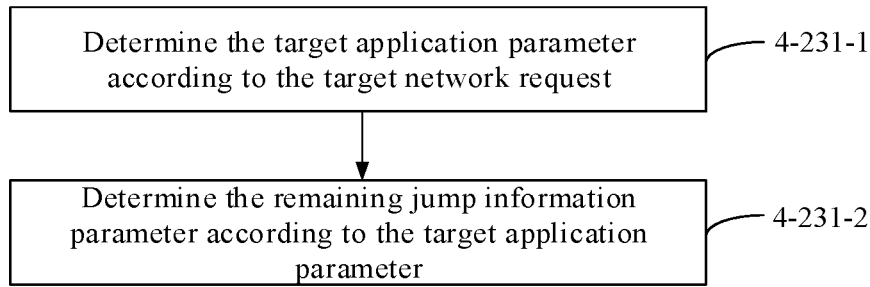 Determine the target application parameter
according to the target network request
4-231-1
Determine the remaining jump information
parameter according to the target application
parameter
4-231-2